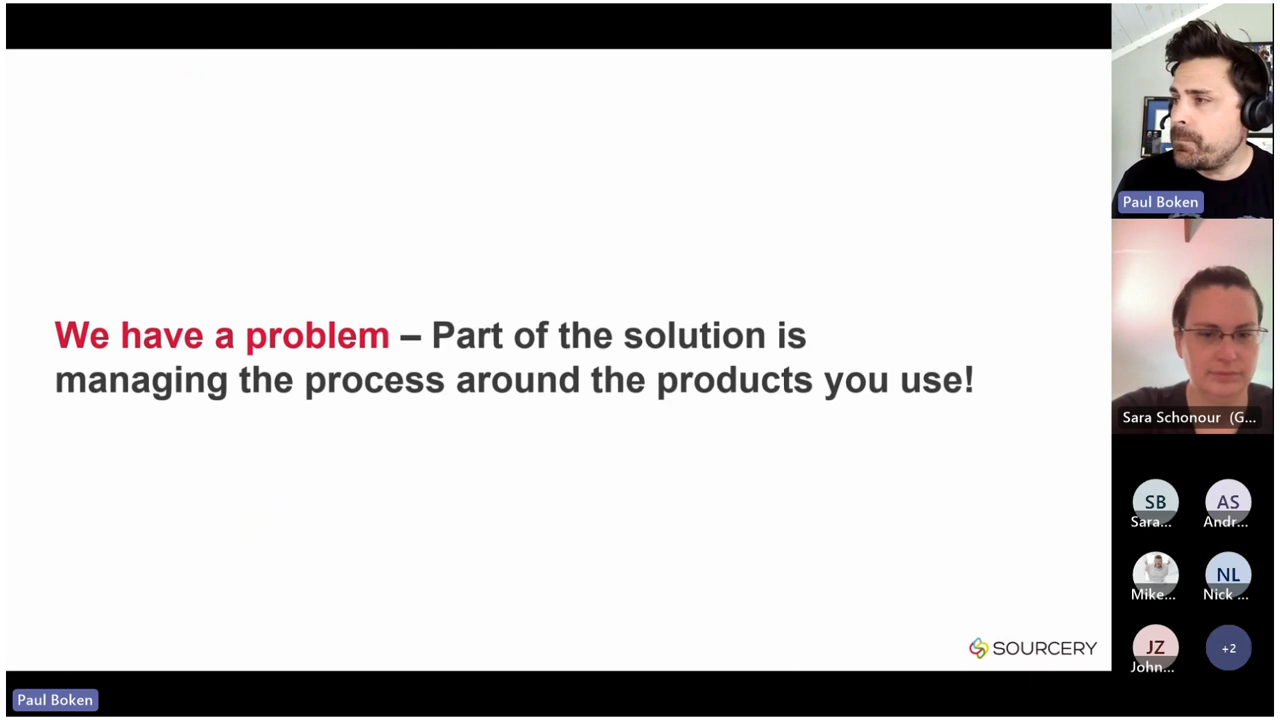 We have a problem – Part of the solution is
managing the process around the products you use!
SOURCERY
Paul Boken
Paul Boken
Sara Schonour (G...
SB
Sara...
AS
Andr...
Mike...
NL
Nick ...
JZ
John...
+2